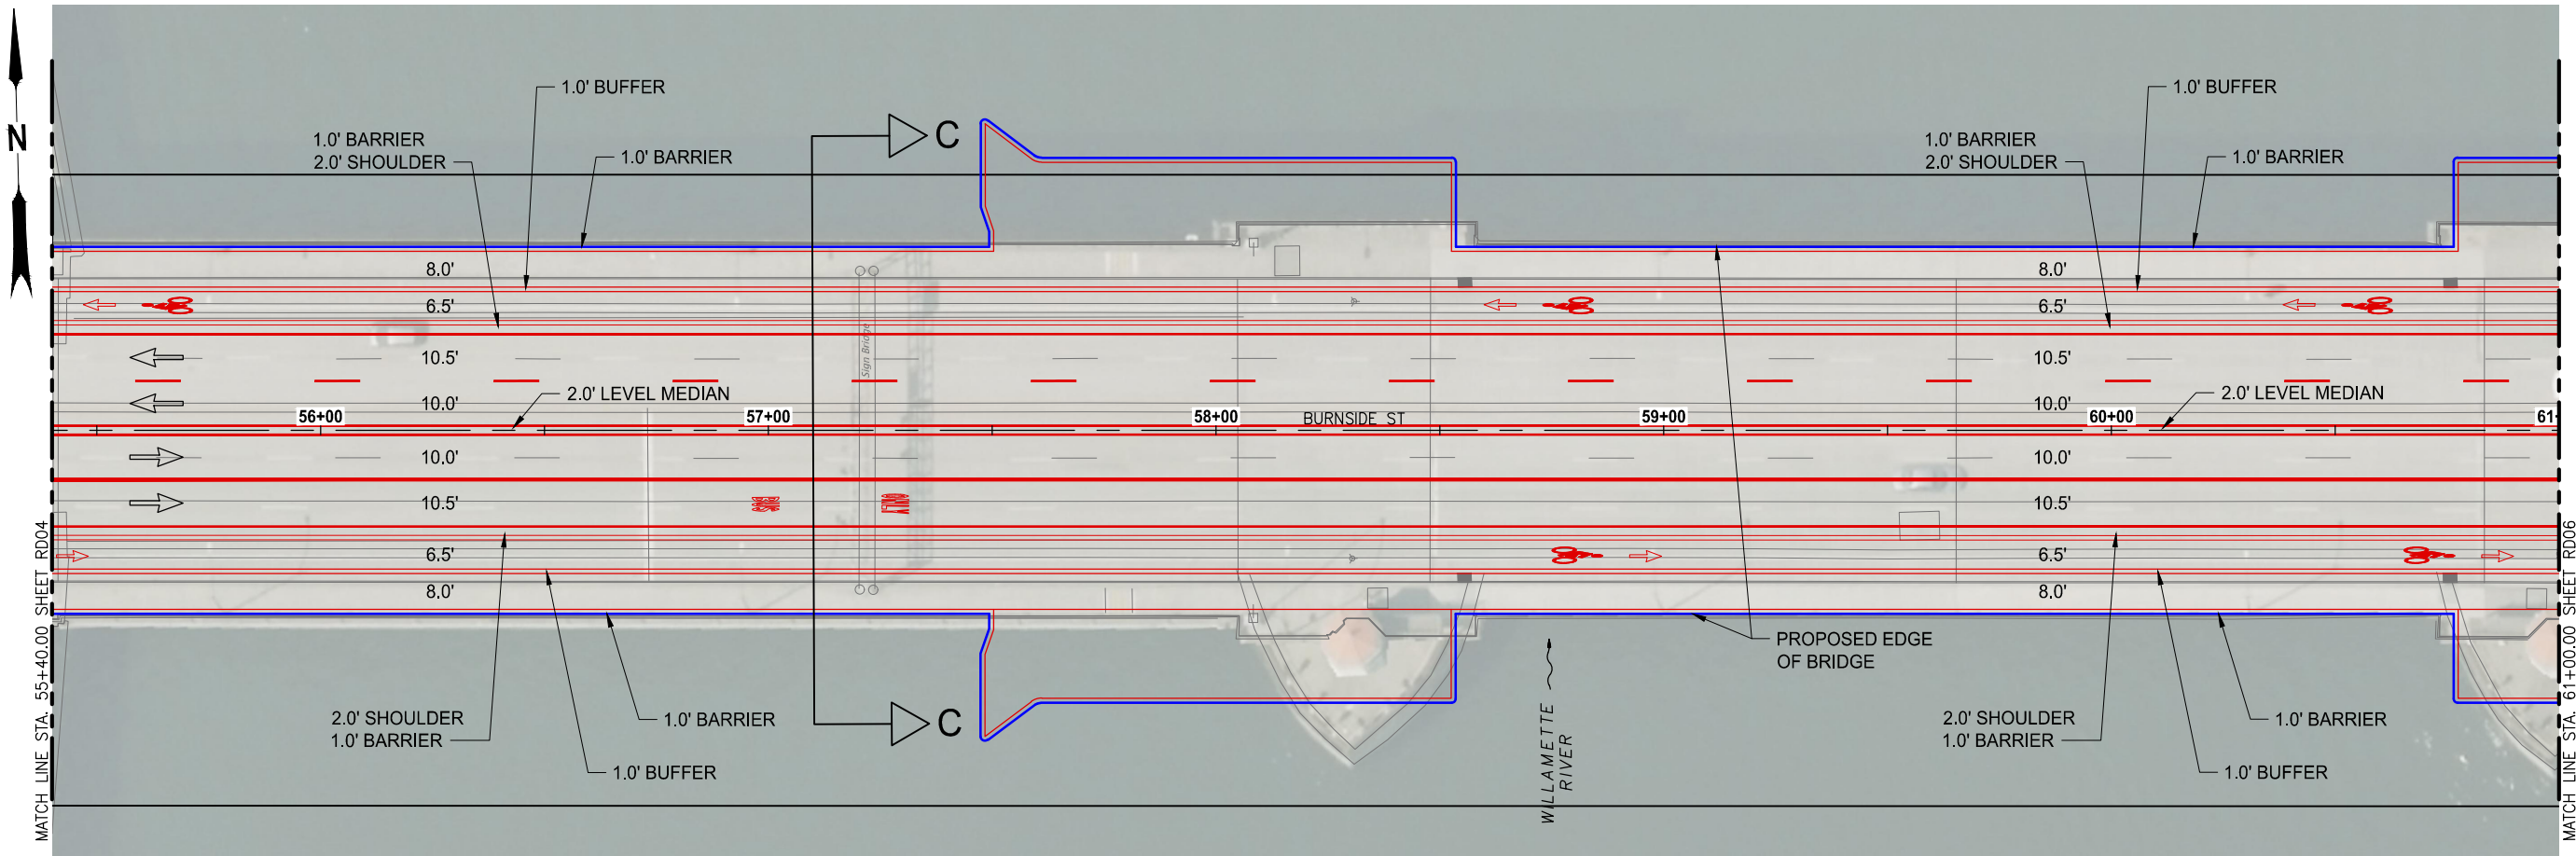 N
1.0' BUFFER
1.0' BARRIER
2.0' SHOULDER
1.0' BARRIER
C
1.0' BUFFER
1.0' BARRIER
2.0' SHOULDER
1.0' BARRIER
8.0'
8.0'
6.5'
6.5'
Sign Bridge
10.5'
10.5'
2.0' LEVEL MEDIAN
2.0' LEVEL MEDIAN
10.0'
10.0'
56+00
57+00
58+00
BURNSIDE ST
59+00
60+00
61+
10.0'
10.0'
10.5'
BUS
ONLY
10.5'
6.5'
6.5'
8.0'
8.0'
PROPOSED EDGE
OF BRIDGE
2.0' SHOULDER
1.0' BARRIER
1.0' BARRIER
1.0' BUFFER
C
WILLAMETTE
RIVER
2.0' SHOULDER
1.0' BARRIER
1.0' BARRIER
1.0' BUFFER
MATCH LINE STA. 55+40.00 SHEET RD04
MATCH LINE STA. 61+00.00 SHEET RD06